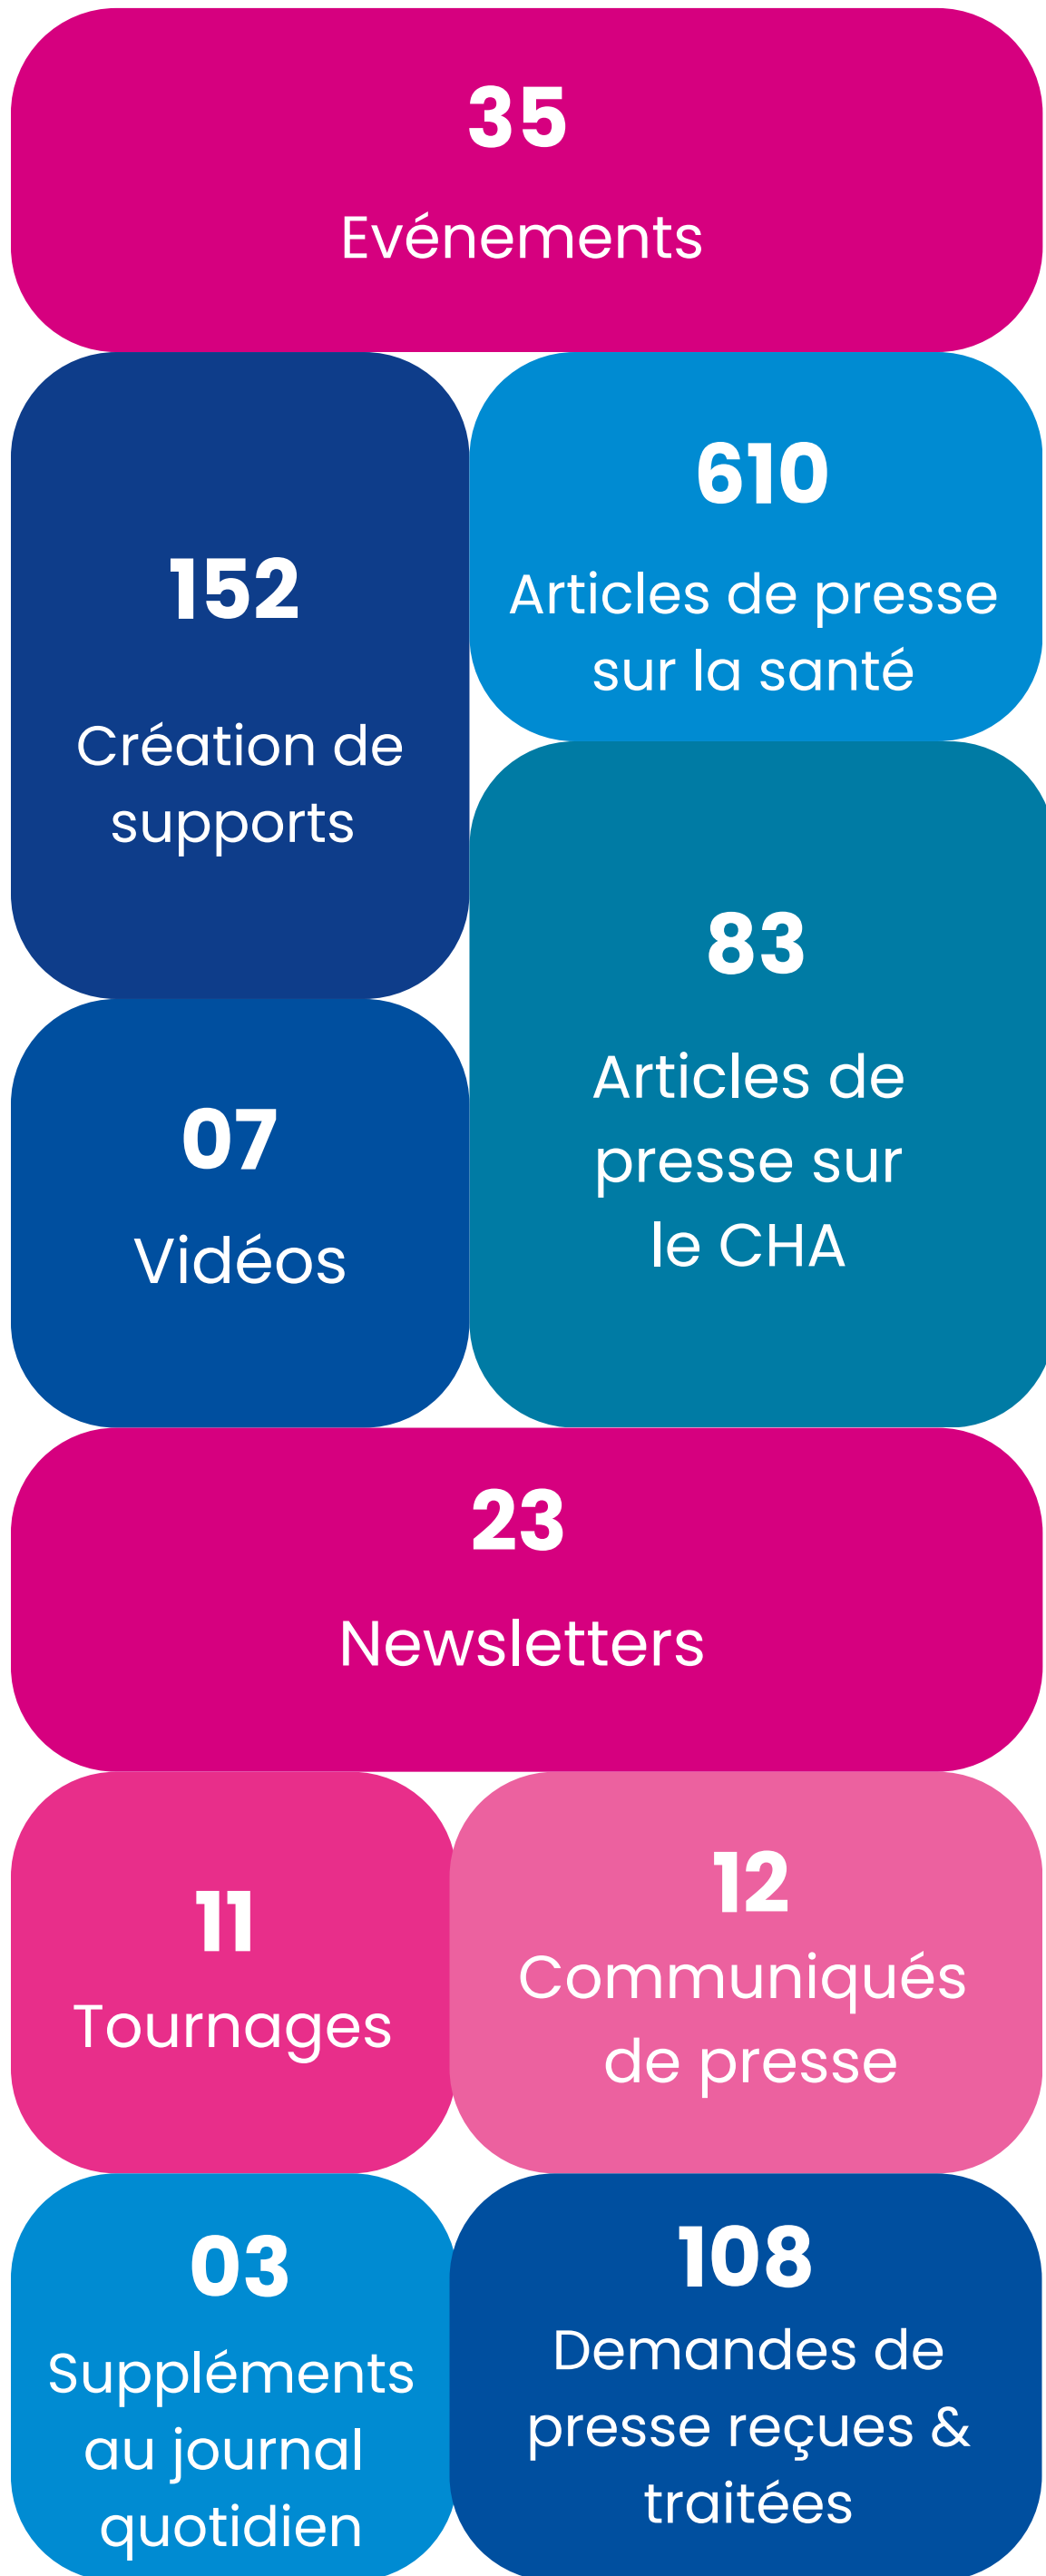 35
Evénements
152
Création de
supports
610
Articles de presse
sur la santé
07
Vidéos
83
Articles de
presse sur
le CHA
23
Newsletters
11
Tournages
12
Communiqués
de presse
03
Suppléments
au journal
quotidien
108
Demandes de
presse reçues &
traitées